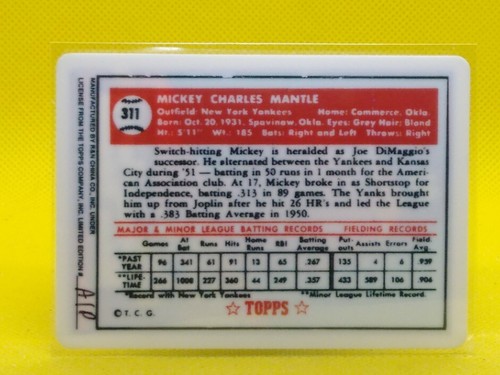 MANUFACTURED BY R&N CHINA CO., INC. UNDER
LICENSE FROM THE TOPPS COMPANY, INC. LIMITED EDITION #
A/P
311
MICKEY CHARLES MANTLE
Outfield: New York Yankees Home: Commerce, Okla.
Born: Oct. 20, 1931, Spavinaw, Okla. Eyes: Grey Hair: Blond
Ht.: 5'11" Wt.: 185 Bats: Right and Left Throws: Right
Switch-hitting Mickey is heralded as Joe DiMaggio's
successor. He alternated between the Yankees and Kansas
City during '51 — batting in 50 runs in 1 month for the Ameri-
can Association club. At 17, Mickey broke in as Shortstop for
Independence, batting .313 in 89 games. The Yanks brought
him up from Joplin after he hit 26 HR's and led the League
with a .383 Batting Average in 1950.
MAJOR & MINOR LEAGUE BATTING RECORDS FIELDING RECORDS
Games At Bat Runs Hits Home Runs RBI Batting Average Put-outs Assists Errors Field. Avg.
*PAST YEAR 96 341 61 91 13 65 .267 135 4 6 959
**LIFE-TIME 266 1008 227 360 44 249 .357 433 589 106 906
*Record with New York Yankees **Minor League Lifetime Record.
© T. C. G. ☆ TOPPS ☆